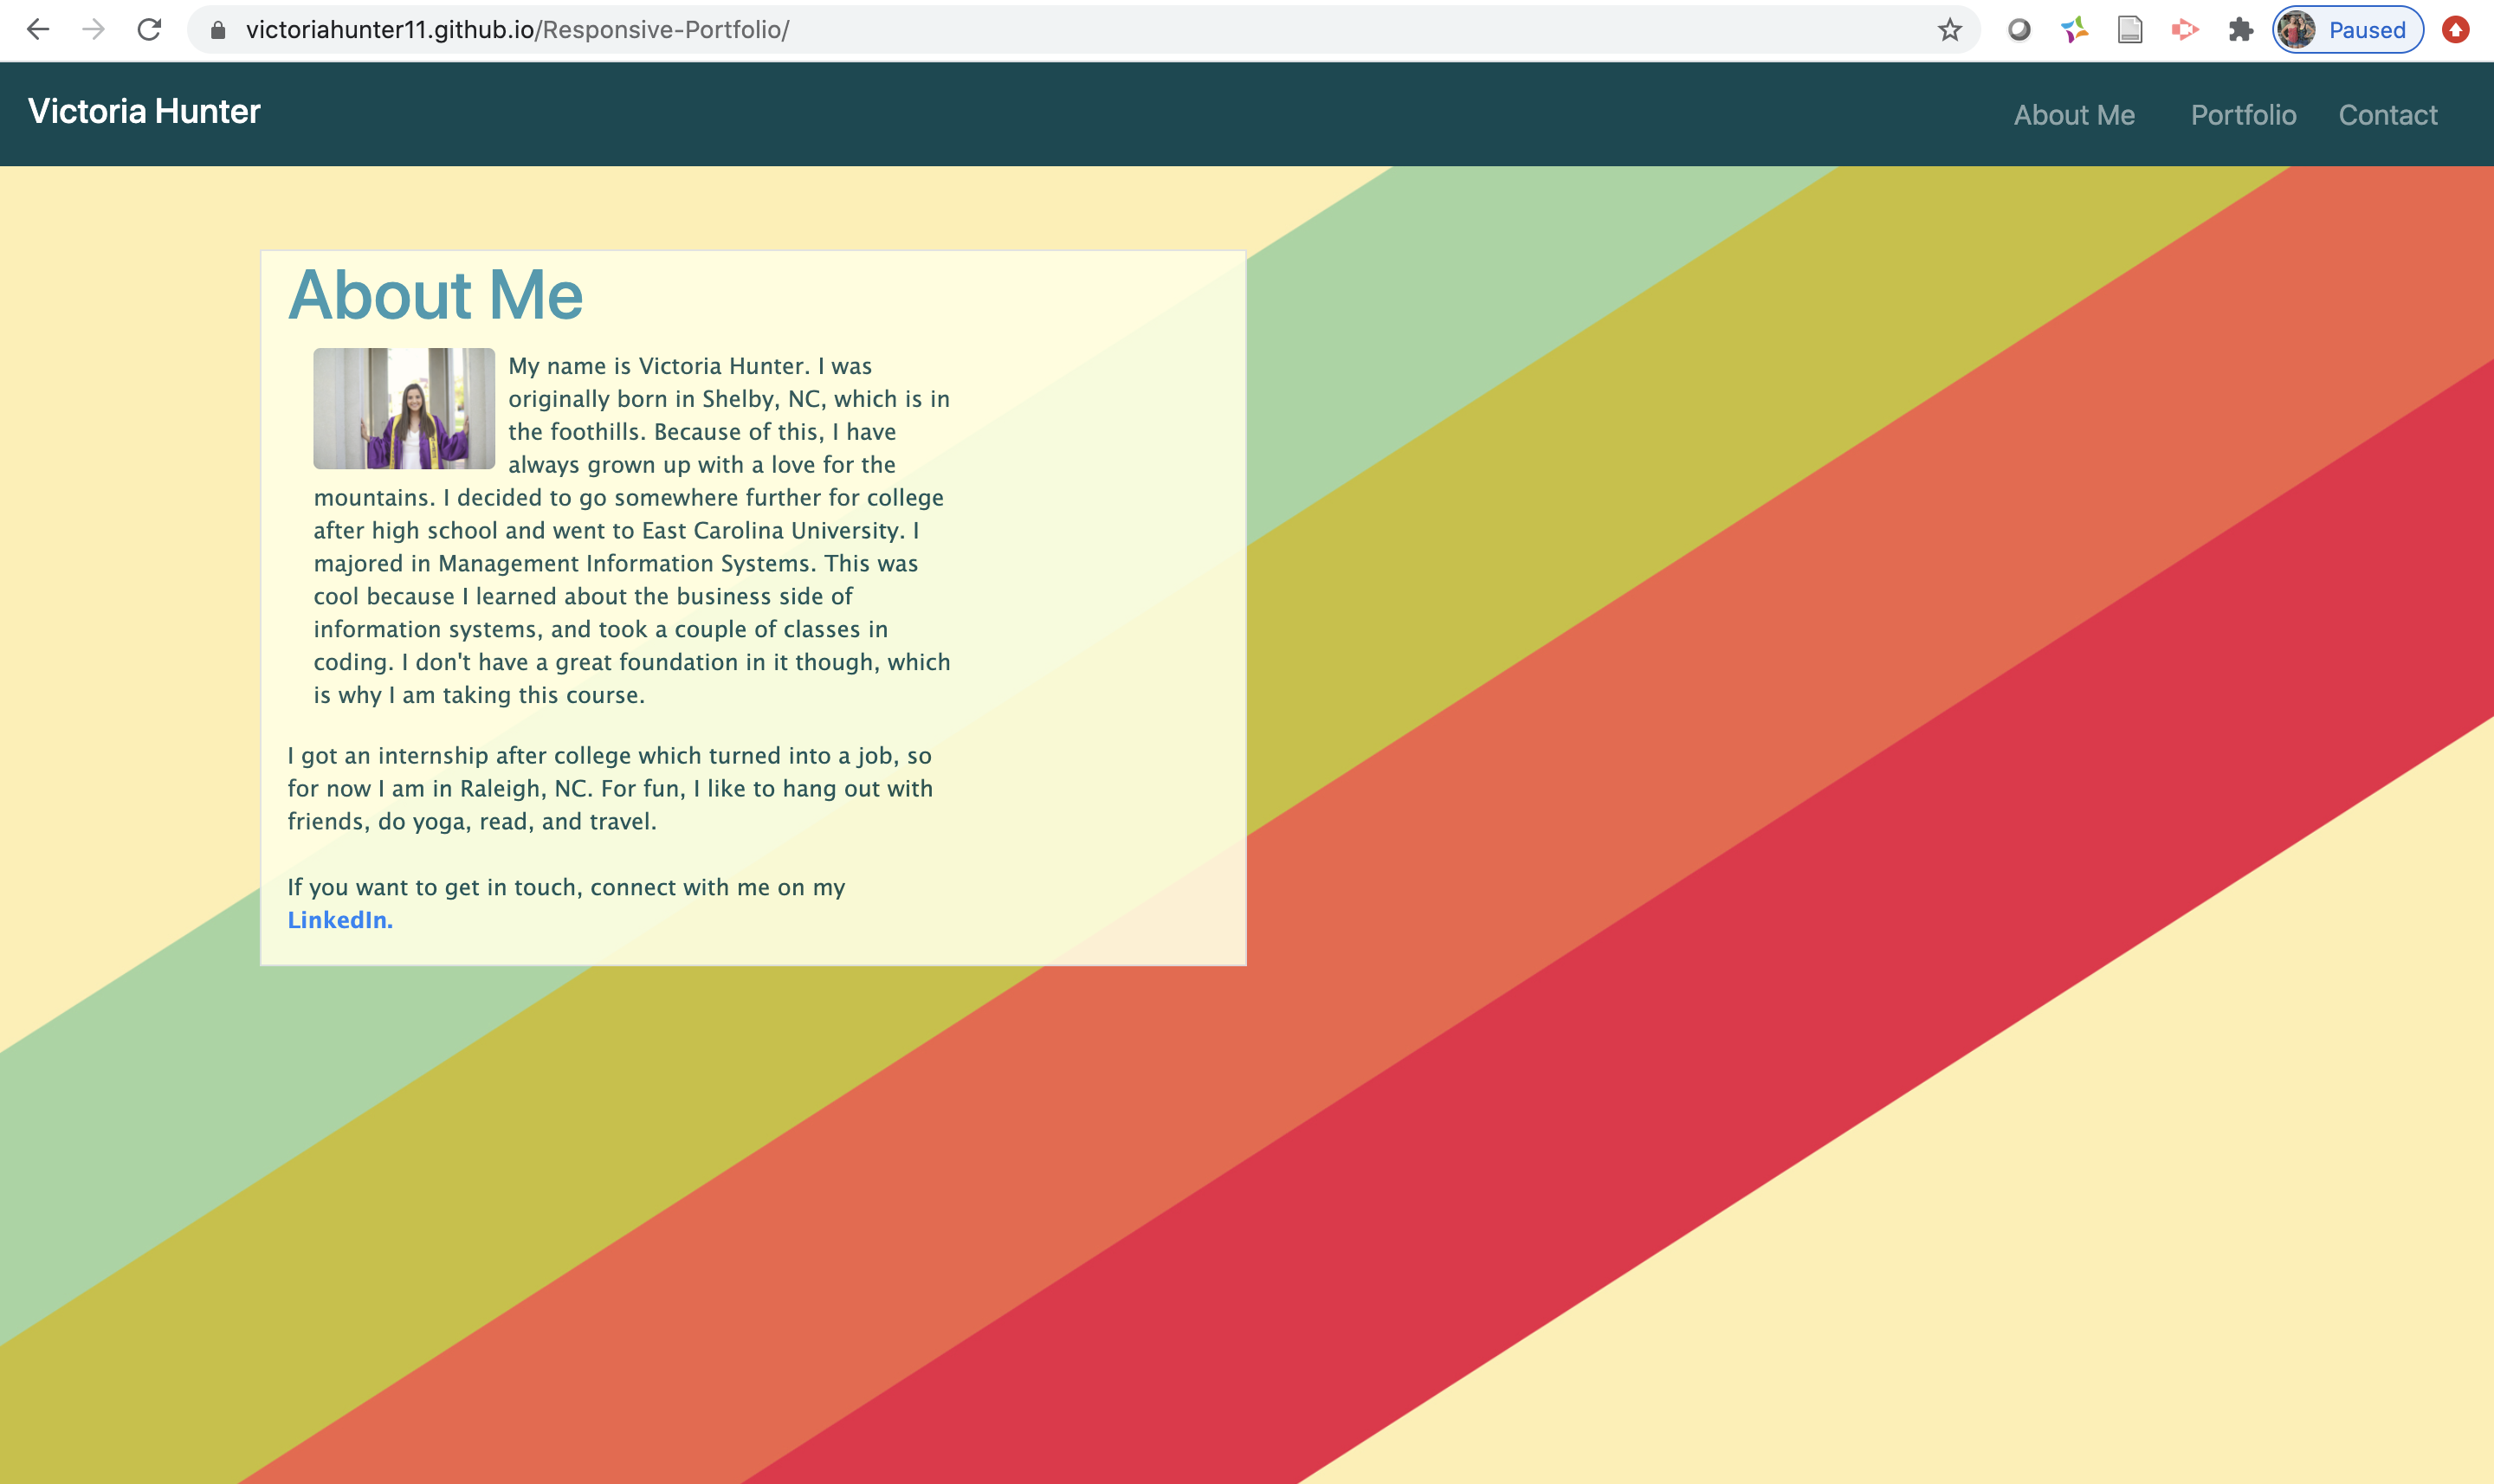 victoriahunter11.github.io/Responsive-Portfolio/
Paused
Victoria Hunter
About Me
Portfolio
Contact
About Me
My name is Victoria Hunter. I was
originally born in Shelby, NC, which is in
the foothills. Because of this, I have
always grown up with a love for the
mountains. I decided to go somewhere further for college
after high school and went to East Carolina University. I
majored in Management Information Systems. This was
cool because I learned about the business side of
information systems, and took a couple of classes in
coding. I don't have a great foundation in it though, which
is why I am taking this course.
I got an internship after college which turned into a job, so
for now I am in Raleigh, NC. For fun, I like to hang out with
friends, do yoga, read, and travel.
If you want to get in touch, connect with me on my
LinkedIn.